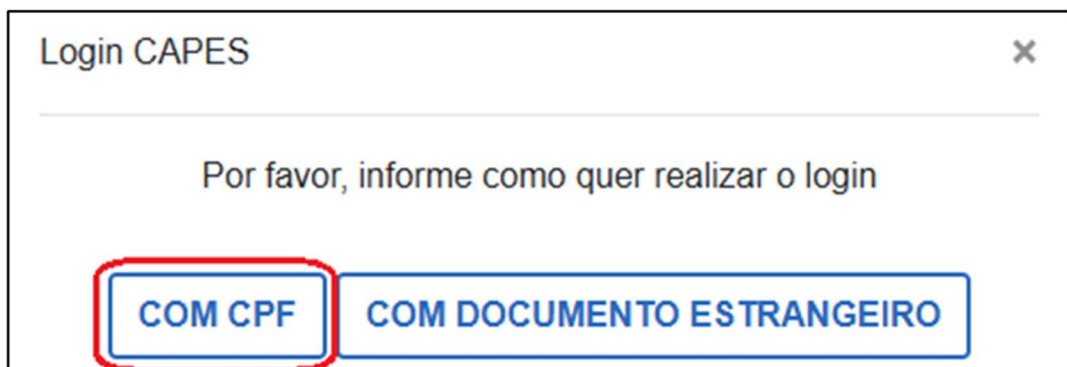 Login CAPES
Por favor, informe como quer realizar o login
COM CPF
COM DOCUMENTO ESTRANGEIRO